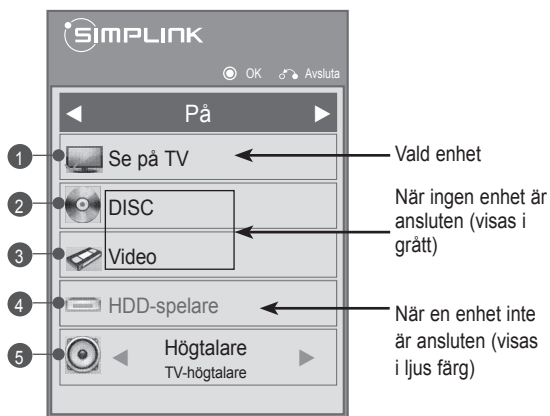 SIMPLINK
OK Avsluta
På
1 Se på TV
Vald enhet
2 DISC
När ingen enhet är
ansluten (visas i
grått)
3 Video
4 HDD-spelare
När en enhet inte
är ansluten (visas
i ljus färg)
5 Högtalare
TV-högtalare